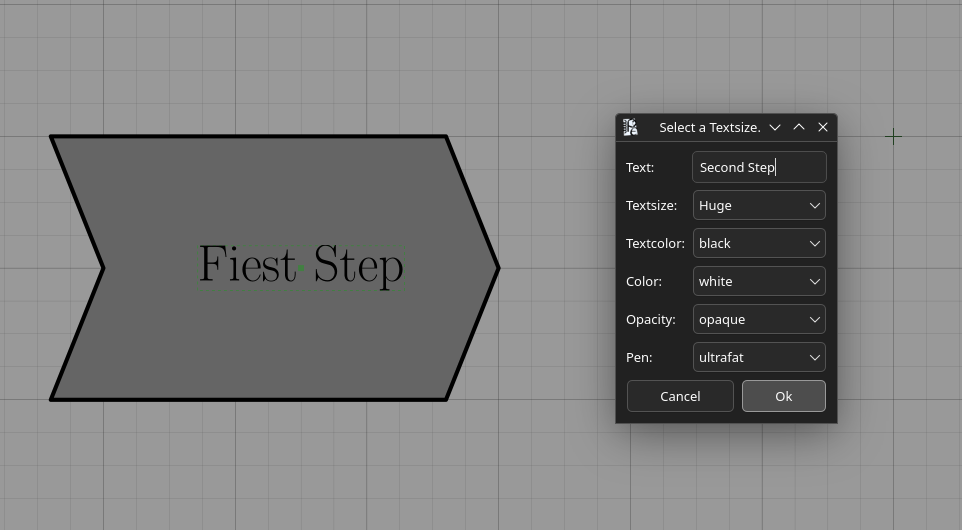 Fiest Step
Select a Textsize.
Text: Second Step
Textsize: Huge
Textcolor: black
Color: white
Opacity: opaque
Pen: ultrafat
Cancel Ok